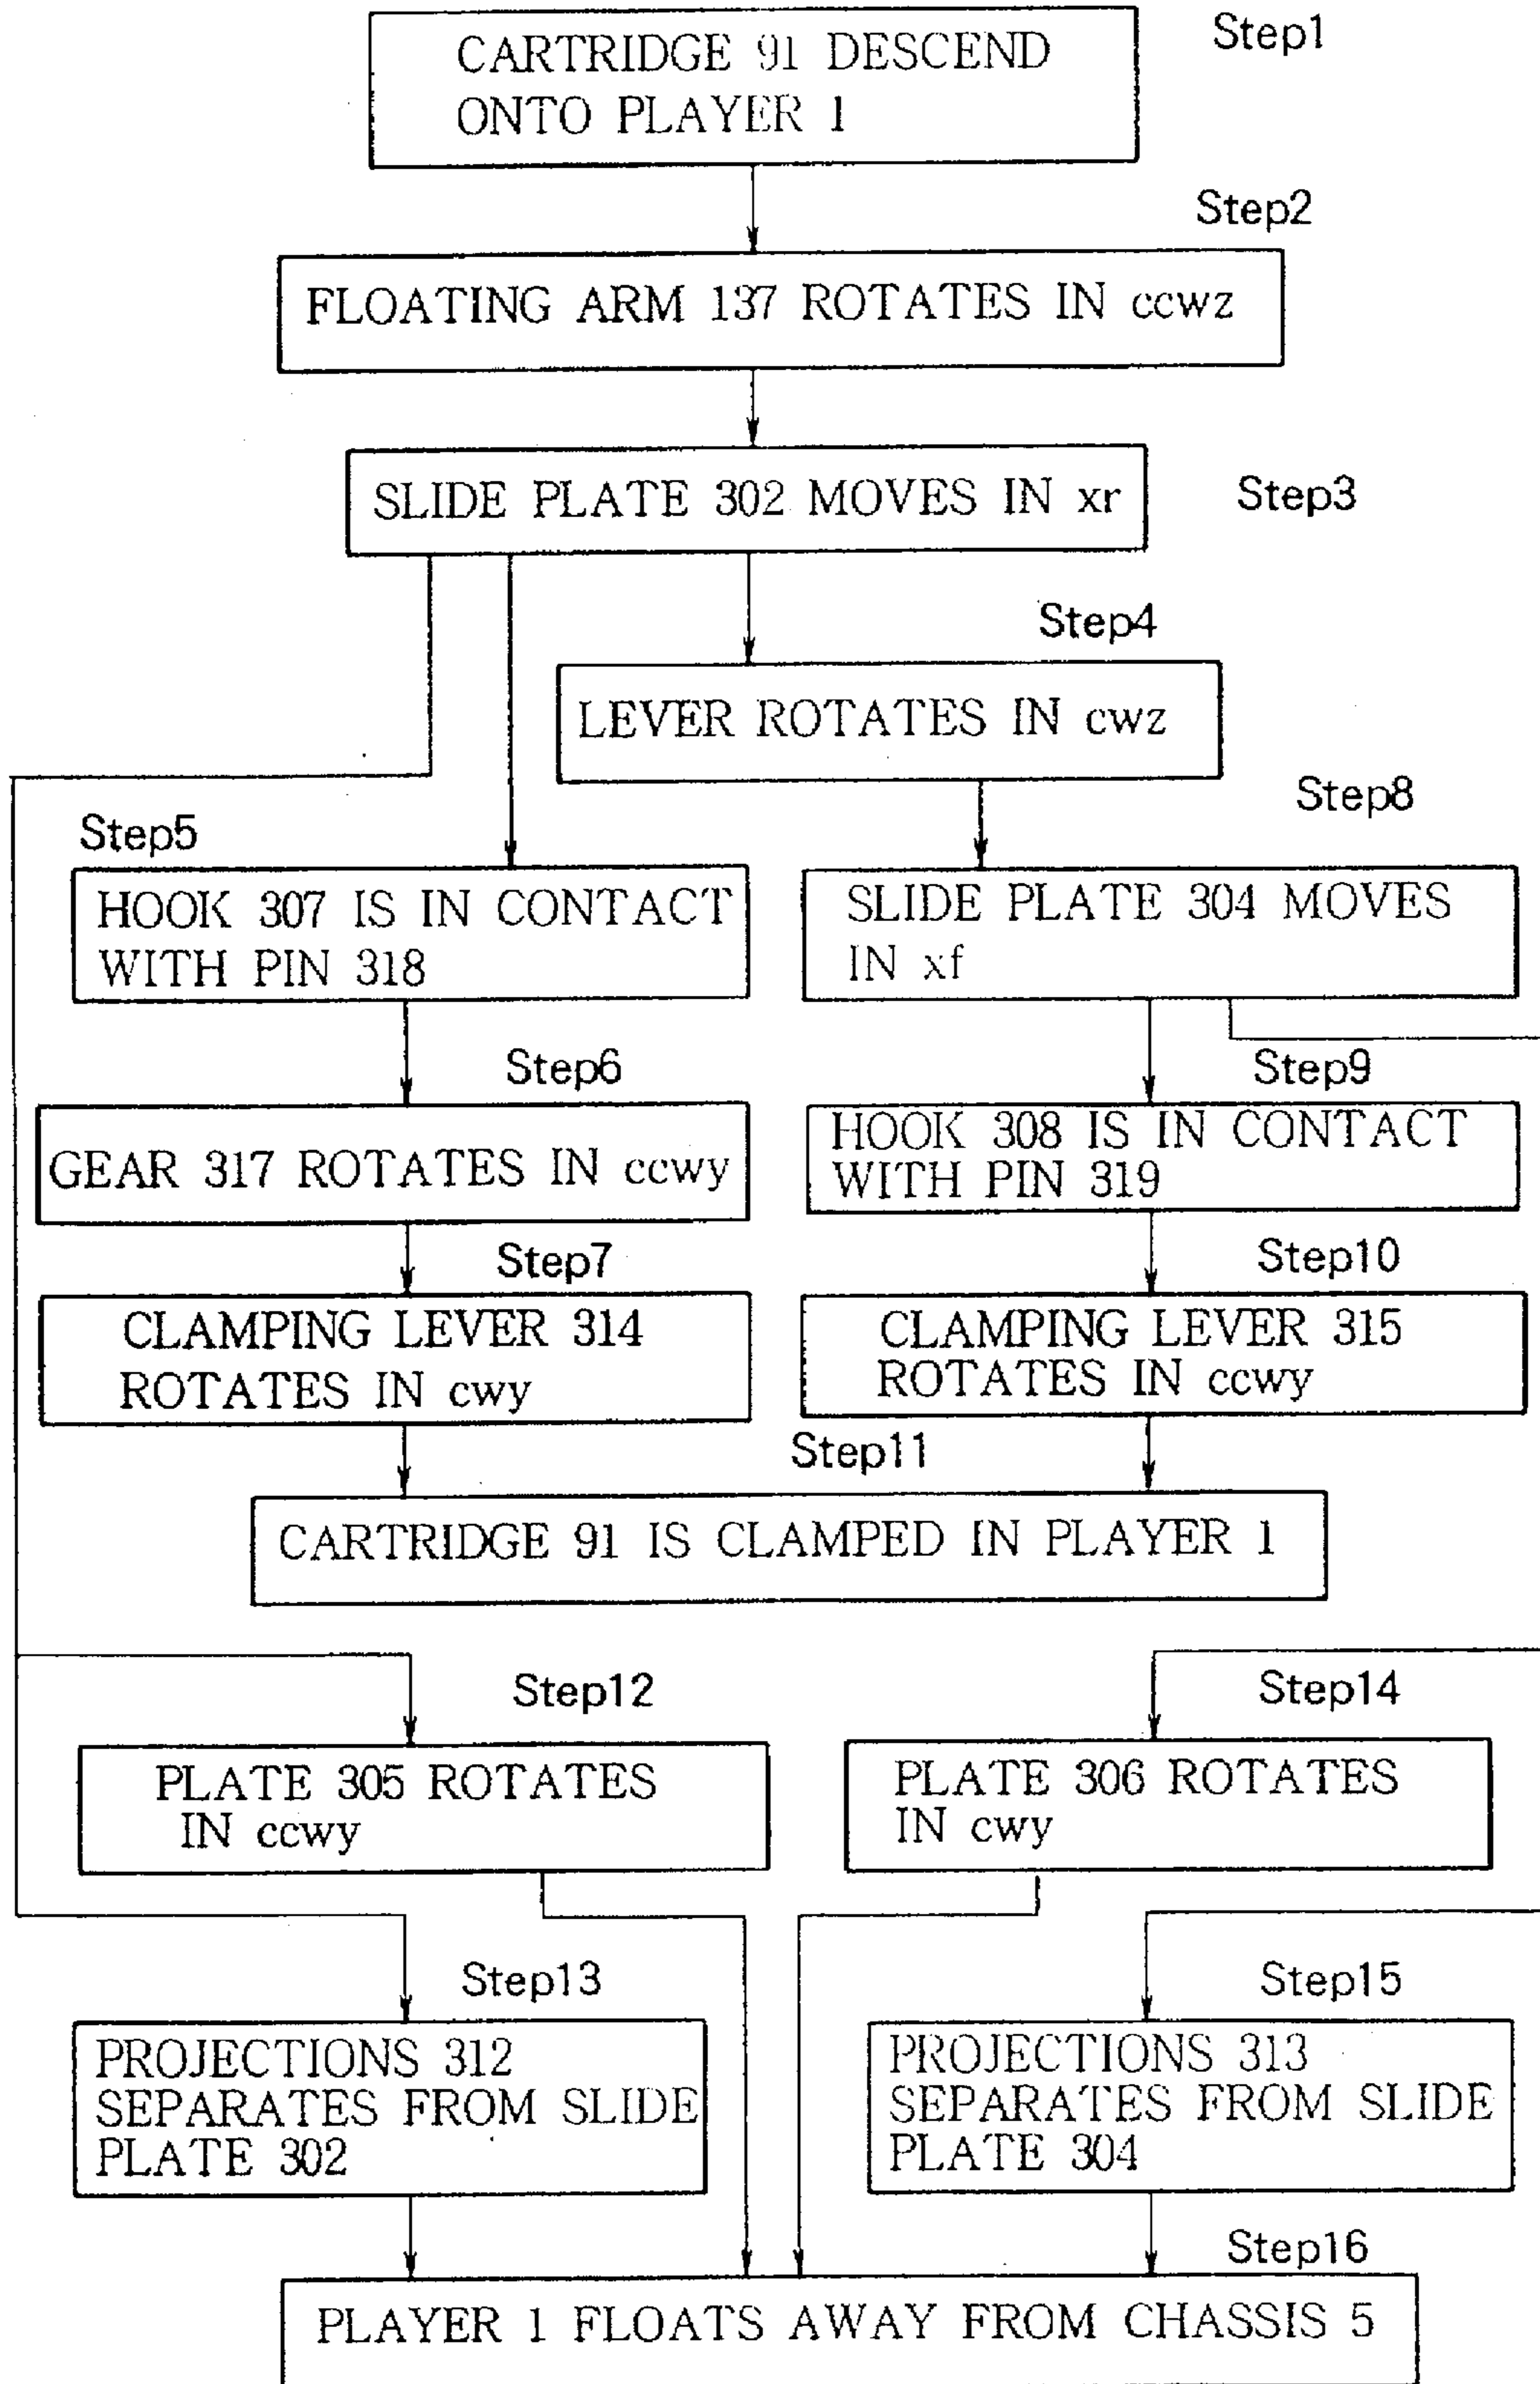 Step1
CARTRIDGE 91 DESCEND
ONTO PLAYER 1
Step2
FLOATING ARM 137 ROTATES IN ccwz
SLIDE PLATE 302 MOVES IN xr
Step3
Step4
LEVER ROTATES IN cwz
Step5
HOOK 307 IS IN CONTACT
WITH PIN 318
Step6
GEAR 317 ROTATES IN ccwy
Step7
CLAMPING LEVER 314
ROTATES IN cwy
Step8
SLIDE PLATE 304 MOVES
IN xf
Step9
HOOK 308 IS IN CONTACT
WITH PIN 319
Step10
CLAMPING LEVER 315
ROTATES IN ccwy
Step11
CARTRIDGE 91 IS CLAMPED IN PLAYER 1
Step12
PLATE 305 ROTATES
IN ccwy
Step13
PROJECTIONS 312
SEPARATES FROM SLIDE
PLATE 302
Step14
PLATE 306 ROTATES
IN cwy
Step15
PROJECTIONS 313
SEPARATES FROM SLIDE
PLATE 304
Step16
PLAYER 1 FLOATS AWAY FROM CHASSIS 5